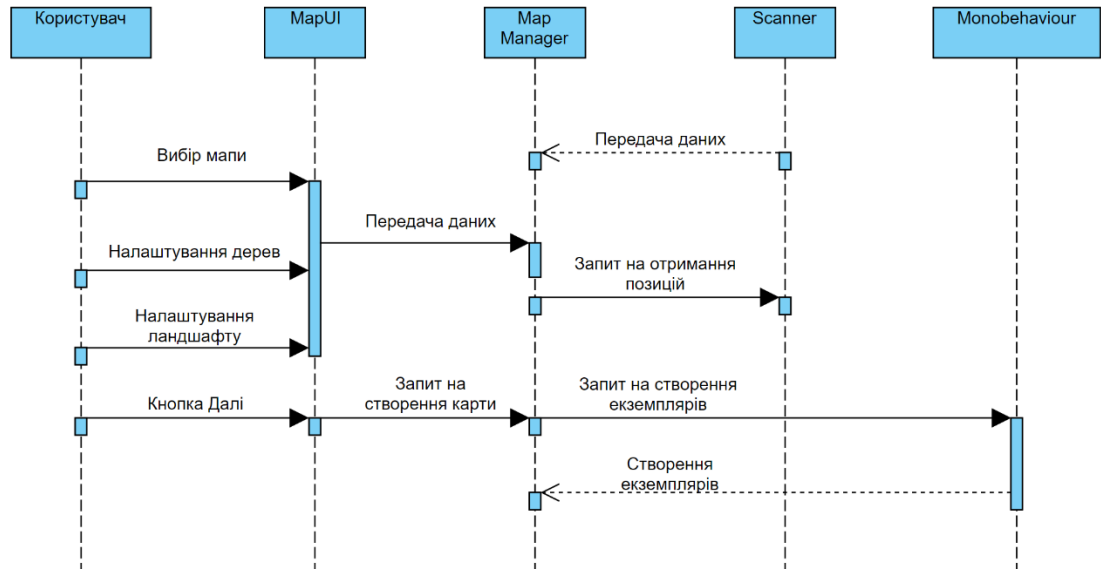 Користувач
MapUI
Map
Manager
Scanner
Monobehaviour
Передача даних
Вибір мапи
Передача даних
Налаштування дерев
Запит на отримання
позицій
Налаштування
ландшафту
Кнопка Далі
Запит на
створення карти
Запит на створення
екземплярів
Створення
екземплярів